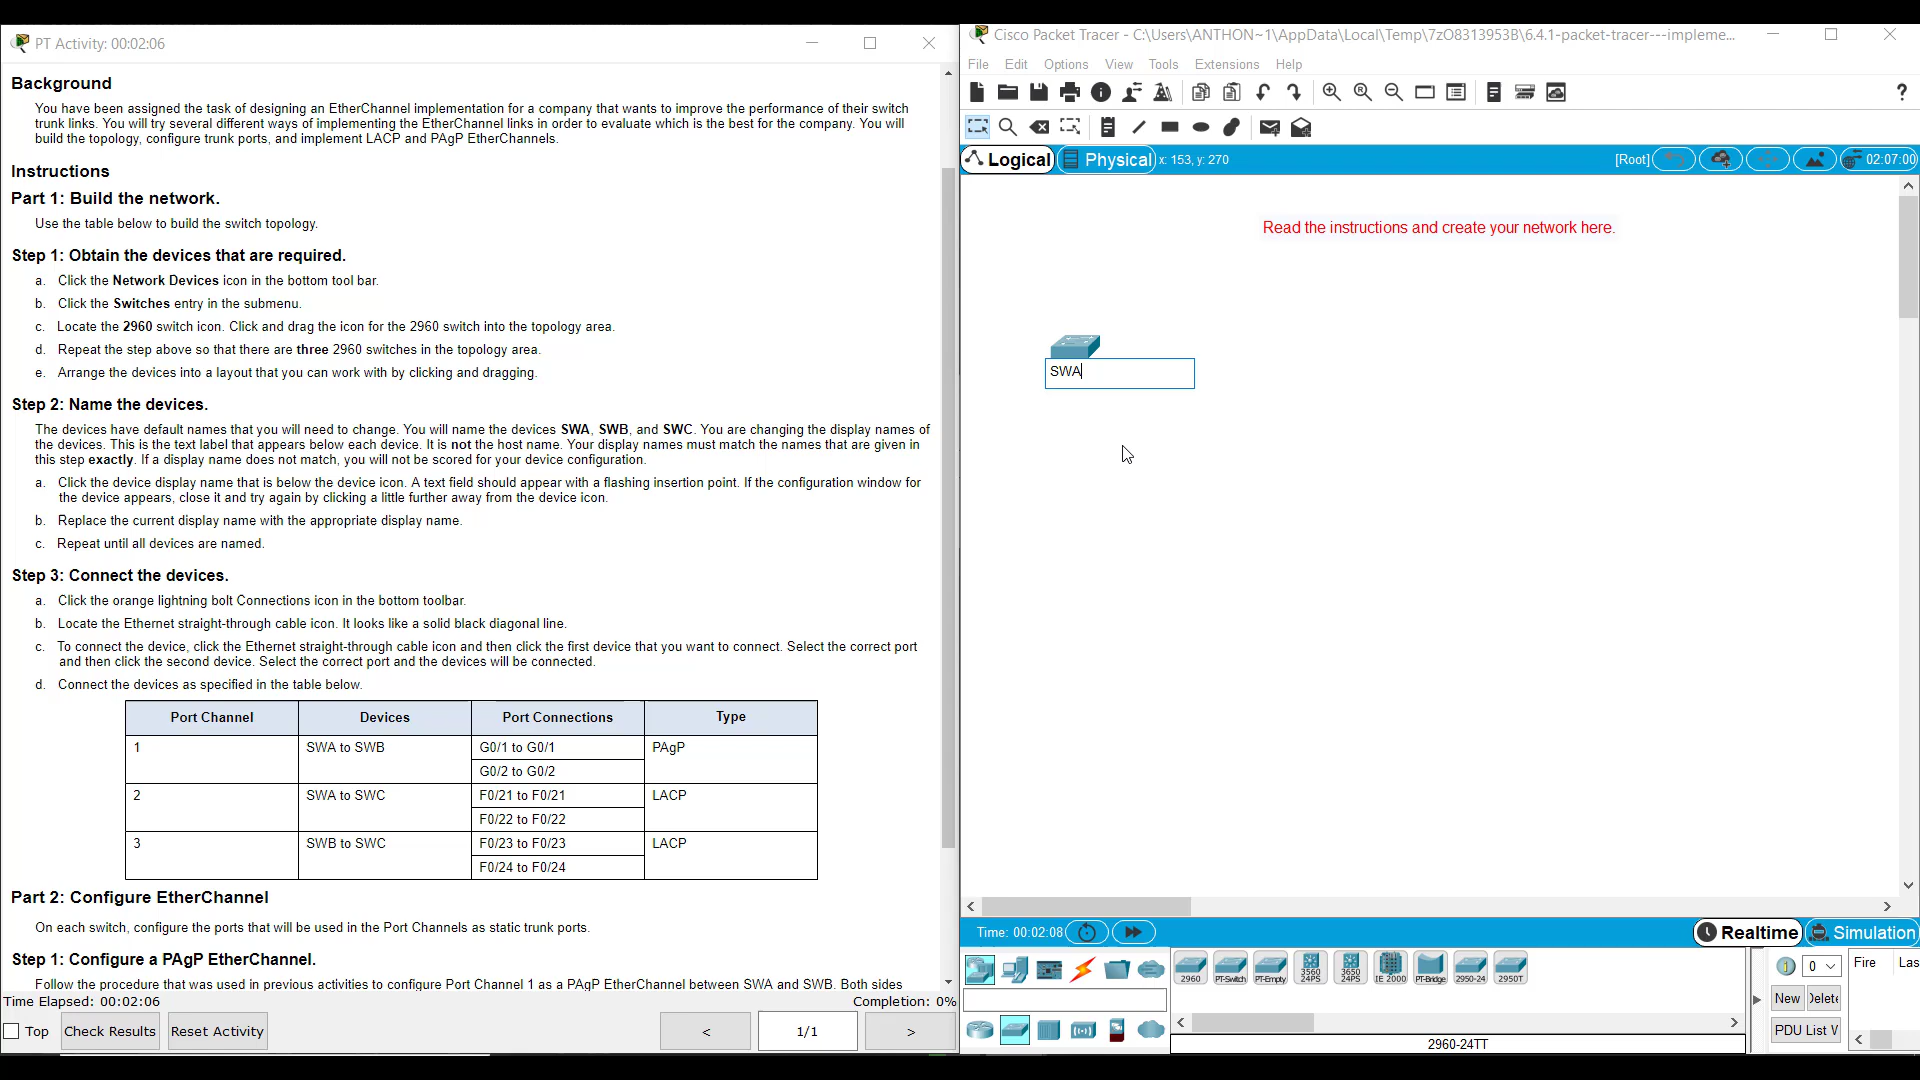 PT Activity: 00:02:06
Background
You have been assigned the task of designing an EtherChannel implementation for a company that wants to improve the performance of their switch
trunk links. You will try several different ways of implementing the EtherChannel links in order to evaluate which is the best for the company. You will
build the topology, configure trunk ports, and implement LACP and PAgP EtherChannels.
Instructions
Part 1: Build the network.
Use the table below to build the switch topology.
Step 1: Obtain the devices that are required.
a. Click the Network Devices icon in the bottom tool bar.
b. Click the Switches entry in the submenu.
c. Locate the 2960 switch icon. Click and drag the icon for the 2960 switch into the topology area.
d. Repeat the step above so that there are three 2960 switches in the topology area.
e. Arrange the devices into a layout that you can work with by clicking and dragging.
Step 2: Name the devices.
The devices have default names that you will need to change. You will name the devices SWA, SWB, and SWC. You are changing the display names of
the devices. This is the text label that appears below each device. It is not the host name. Your display names must match the names that are given in
this step exactly. If a display name does not match, you will not be scored for your device configuration.
a. Click the device display name that is below the device icon. A text field should appear with a flashing insertion point. If the configuration window for
the device appears, close it and try again by clicking a little further away from the device icon.
b. Replace the current display name with the appropriate display name.
c. Repeat until all devices are named.
Step 3: Connect the devices.
a. Click the orange lightning bolt Connections icon in the bottom toolbar.
b. Locate the Ethernet straight-through cable icon. It looks like a solid black diagonal line.
c. To connect the device, click the Ethernet straight-through cable icon and then click the first device that you want to connect. Select the correct port
and then click the second device. Select the correct port and the devices will be connected.
d. Connect the devices as specified in the table below.
Port Channel Devices Port Connections Type
1 SWA to SWB G0/1 to G0/1 PAgP
G0/2 to G0/2
2 SWA to SWC F0/21 to F0/21 LACP
F0/22 to F0/22
3 SWB to SWC F0/23 to F0/23 LACP
F0/24 to F0/24
Part 2: Configure EtherChannel
On each switch, configure the ports that will be used in the Port Channels as static trunk ports.
Step 1: Configure a PAgP EtherChannel.
Follow the procedure that was used in previous activities to configure Port Channel 1 as a PAgP EtherChannel between SWA and SWB. Both sides
Time Elapsed: 00:02:06 Completion: 0%
Top Check Results Reset Activity < 1/1 >
Cisco Packet Tracer - C:\Users\ANTHON~1\AppData\Local\Temp\7zO8313953B\6.4.1-packet-tracer---impleme...
File Edit View Tools Options Extensions Help
Logical Physical x: 153, y: 270 [Root] 02:07:00
Read the instructions and create your network here.
SWA
Time: 00:02:08 Realtime Simulation
2960 PT-Switch PT-Empty 3560 24PS 3650 24PS IE 2000 PT-Bridge 2950-24 2950T
0 Fire Las
New Delete
PDU List V
2960-24TT